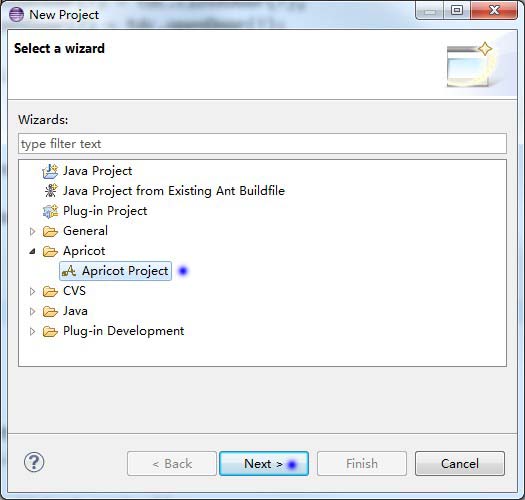 New Project
Select a wizard
Wizards:
type filter text
Java Project
Java Project from Existing Ant Buildfile
Plug-in Project
General
Apricot
Apricot Project
CVS
Java
Plug-in Development
?
< Back
Next >
Finish
Cancel